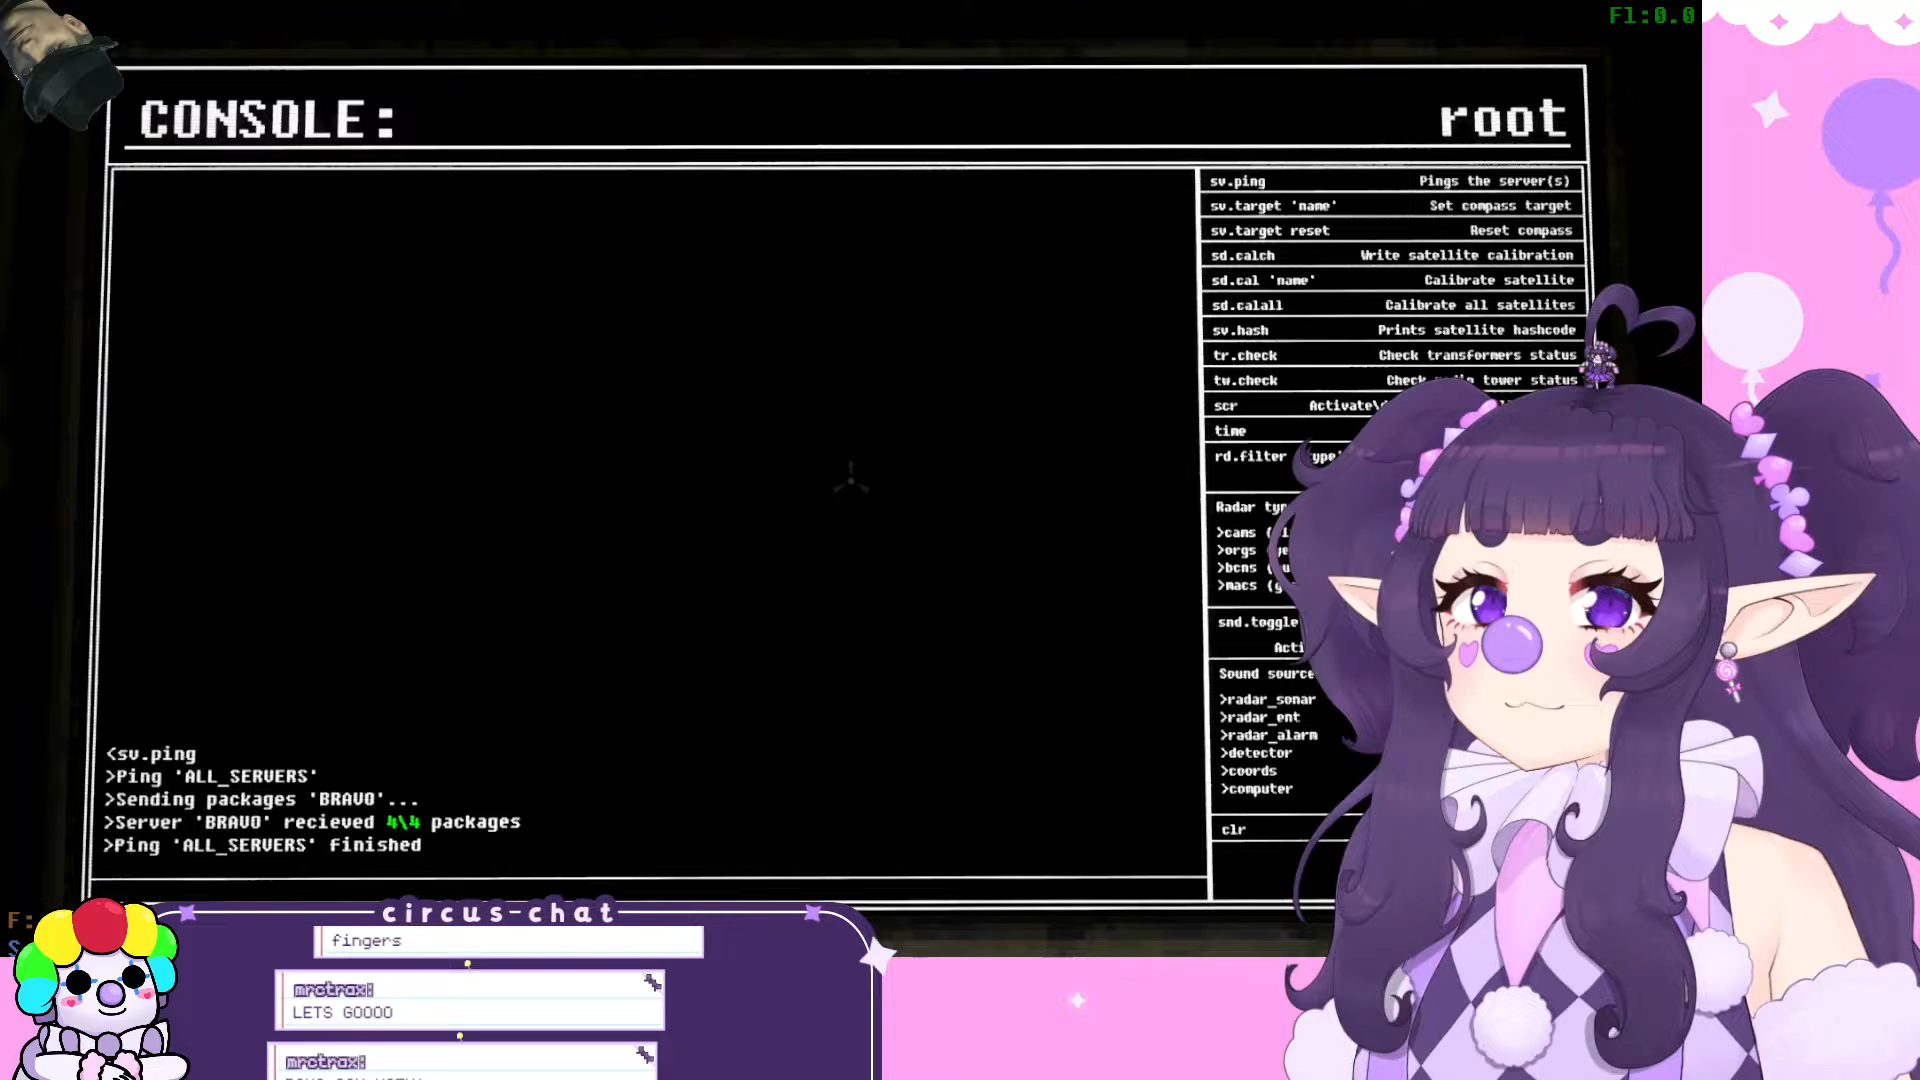 F1:0.0
CONSOLE:
root
sv.ping Pings the server(s)
sv.target 'name' Set compass target
sv.target reset Reset compass
sd.calch Write satellite calibration
sd.cal 'name' Calibrate satellite
sd.calall Calibrate all satellites
sv.hash Prints satellite hashcode
tr.check Check transformers status
tw.check Check radio tower status
scr
time
rd.filter
>cams
>orgs
>bcns
>macs
snd.toggle
>radar_sonar
>radar_ent
>radar_alarm
>detector
>coords
>computer
clr
<sv.ping
>Ping 'ALL_SERVERS'
>Sending packages 'BRAVO'...
>Server 'BRAVO' recieved 4\4 packages
>Ping 'ALL_SERVERS' finished
F:
circus-chat
fingers
mrctrax:
LETS GOOOO
mrctrax: